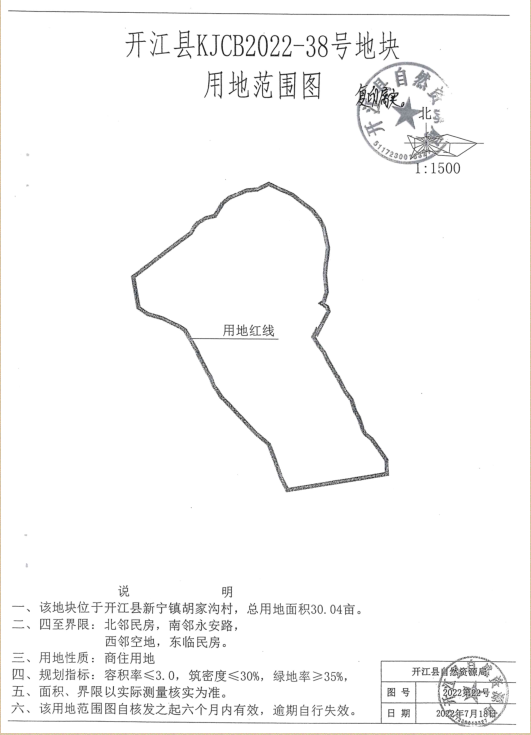 开江县KJCB2022-38号地块
用地范围图
北
1:1500
用地红线
说 明
一、该地块位于开江县新宁镇胡家沟村，总用地面积30.04亩。
二、四至界限：北邻民房，南邻永安路，
西邻空地，东临民房。
三、用地性质：商住用地
四、规划指标：容积率≤3.0，筑密度≤30%，绿地率≥35%，
五、面积、界限以实际测量核实为准。
六、该用地范围图自核发之起六个月内有效，逾期自行失效。
开江县自然资源局
图 号 2022第22号
日 期 2022年7月18日